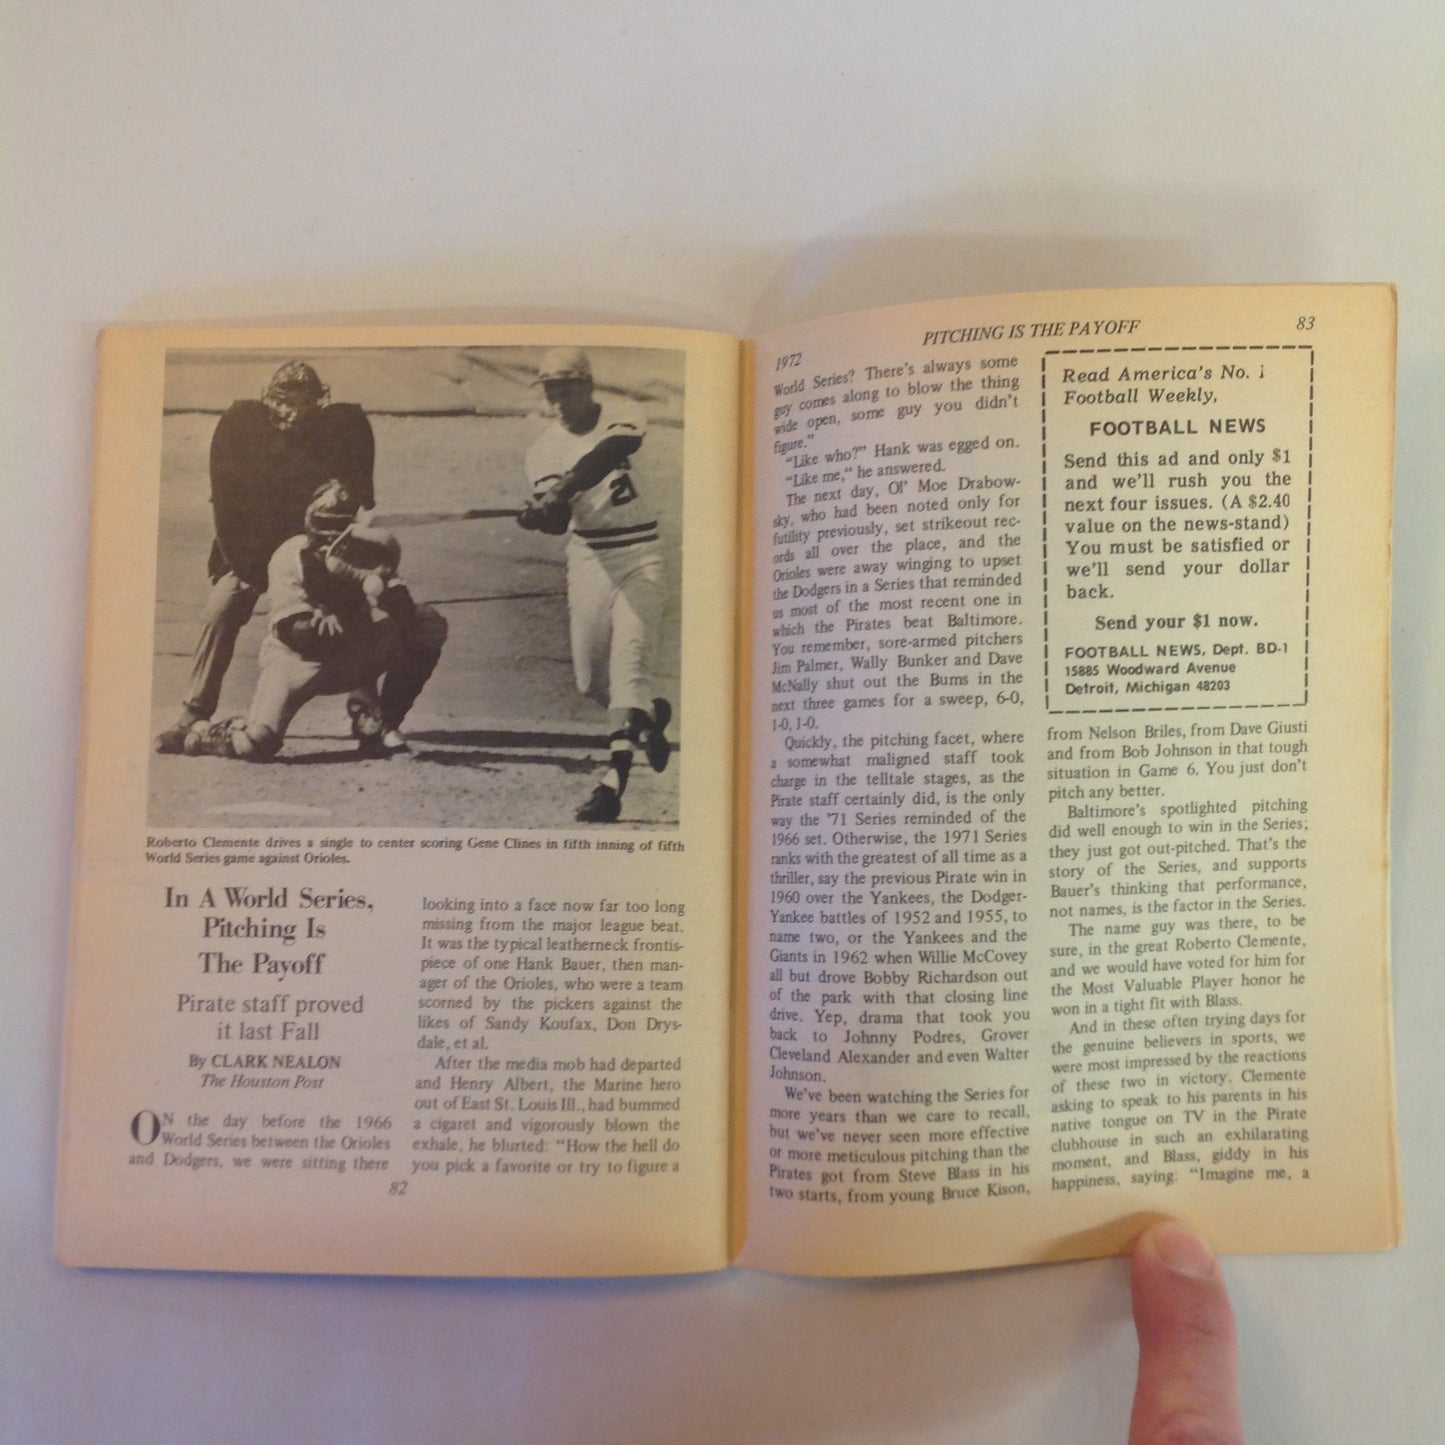 Roberto Clemente drives a single to center scoring Gene Clines in fifth inning of fifth
World Series game against Orioles.
In A World Series,
Pitching Is
The Payoff
Pirate staff proved
it last Fall
By CLARK NEALON
The Houston Post
ON the day before the 1966
World Series between the Orioles
and Dodgers, we were sitting there
looking into a face now far too long
missing from the major league beat.
It was the typical leatherneck frontis-
piece of one Hank Bauer, then man-
ager of the Orioles, who were a team
scorned by the pickers against the
likes of Sandy Koufax, Don Drys-
dale, et al.
After the media mob had departed
and Henry Albert, the Marine hero
out of East St. Louis Ill., had bummed
a cigaret and vigorously blown the
exhale, he blurted: "How the hell do
you pick a favorite or try to figure a
82
1972
PITCHING IS THE PAYOFF
83
World Series? There's always some
guy comes along to blow the thing
wide open, some guy you didn't
figure."
"Like who?" Hank was egged on.
"Like me," he answered.
The next day, Ol' Moe Drabow-
sky, who had been noted only for
futility previously, set strikeout rec-
ords all over the place, and the
Orioles were away winging to upset
the Dodgers in a Series that reminded
us most of the most recent one in
which the Pirates beat Baltimore.
You remember, sore-armed pitchers
Jim Palmer, Wally Bunker and Dave
McNally shut out the Bums in the
next three games for a sweep, 6-0,
1-0, 1-0.
Quickly, the pitching facet, where
a somewhat maligned staff took
charge in the telltale stages, as the
Pirate staff certainly did, is the only
way the '71 Series reminded of the
1966 set. Otherwise, the 1971 Series
ranks with the greatest of all time as a
thriller, say the previous Pirate win in
1960 over the Yankees, the Dodger-
Yankee battles of 1952 and 1955, to
name two, or the Yankees and the
Giants in 1962 when Willie McCovey
all but drove Bobby Richardson out
of the park with that closing line
drive. Yep, drama that took you
back to Johnny Podres, Grover
Cleveland Alexander and even Walter
Johnson.
We've been watching the Series for
more years than we care to recall,
but we've never seen more effective
or more meticulous pitching than the
Pirates got from Steve Blass in his
two starts, from young Bruce Kison,
Read America's No. 1
Football Weekly,
FOOTBALL NEWS
Send this ad and only $1
and we'll rush you the
next four issues. (A $2.40
value on the news-stand)
You must be satisfied or
we'll send your dollar
back.
Send your $1 now.
FOOTBALL NEWS, Dept. BD-1
15885 Woodward Avenue
Detroit, Michigan 48203
from Nelson Briles, from Dave Giusti
and from Bob Johnson in that tough
situation in Game 6. You just don't
pitch any better.
Baltimore's spotlighted pitching
did well enough to win in the Series;
they just got out-pitched. That's the
story of the Series, and supports
Bauer's thinking that performance,
not names, is the factor in the Series.
The name guy was there, to be
sure, in the great Roberto Clemente,
and we would have voted for him for
the Most Valuable Player honor he
won in a tight fit with Blass.
And in these often trying days for
the genuine believers in sports, we
were most impressed by the reactions
of these two in victory. Clemente
asking to speak to his parents in his
native tongue on TV in the Pirate
clubhouse in such an exhilarating
moment, and Blass, giddy in his
happiness, saying: "Imagine me, a
21